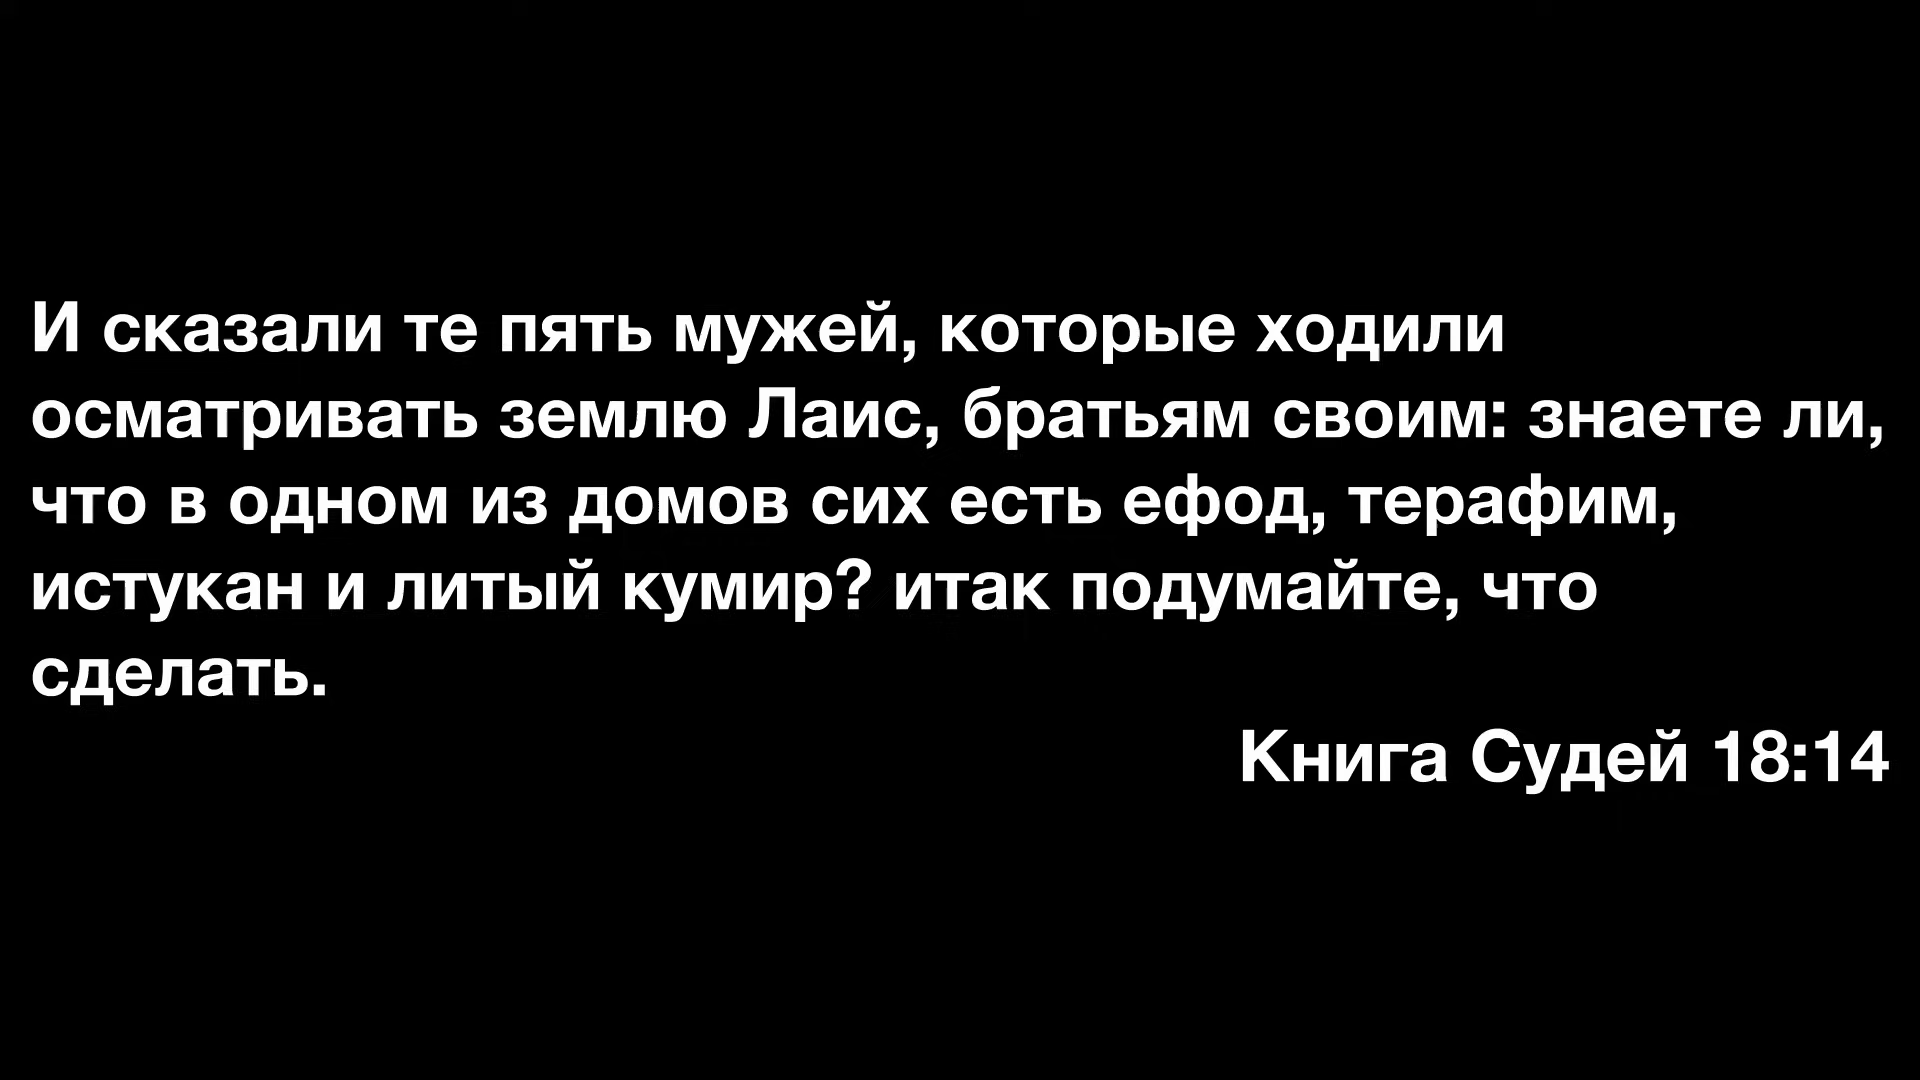 И сказали те пять мужей, которые ходили
осматривать землю Лаис, братьям своим: знаете ли,
что в одном из домов сих есть ефод, терафим,
истукан и литый кумир? итак подумайте, что
сделать.
Книга Судей 18:14